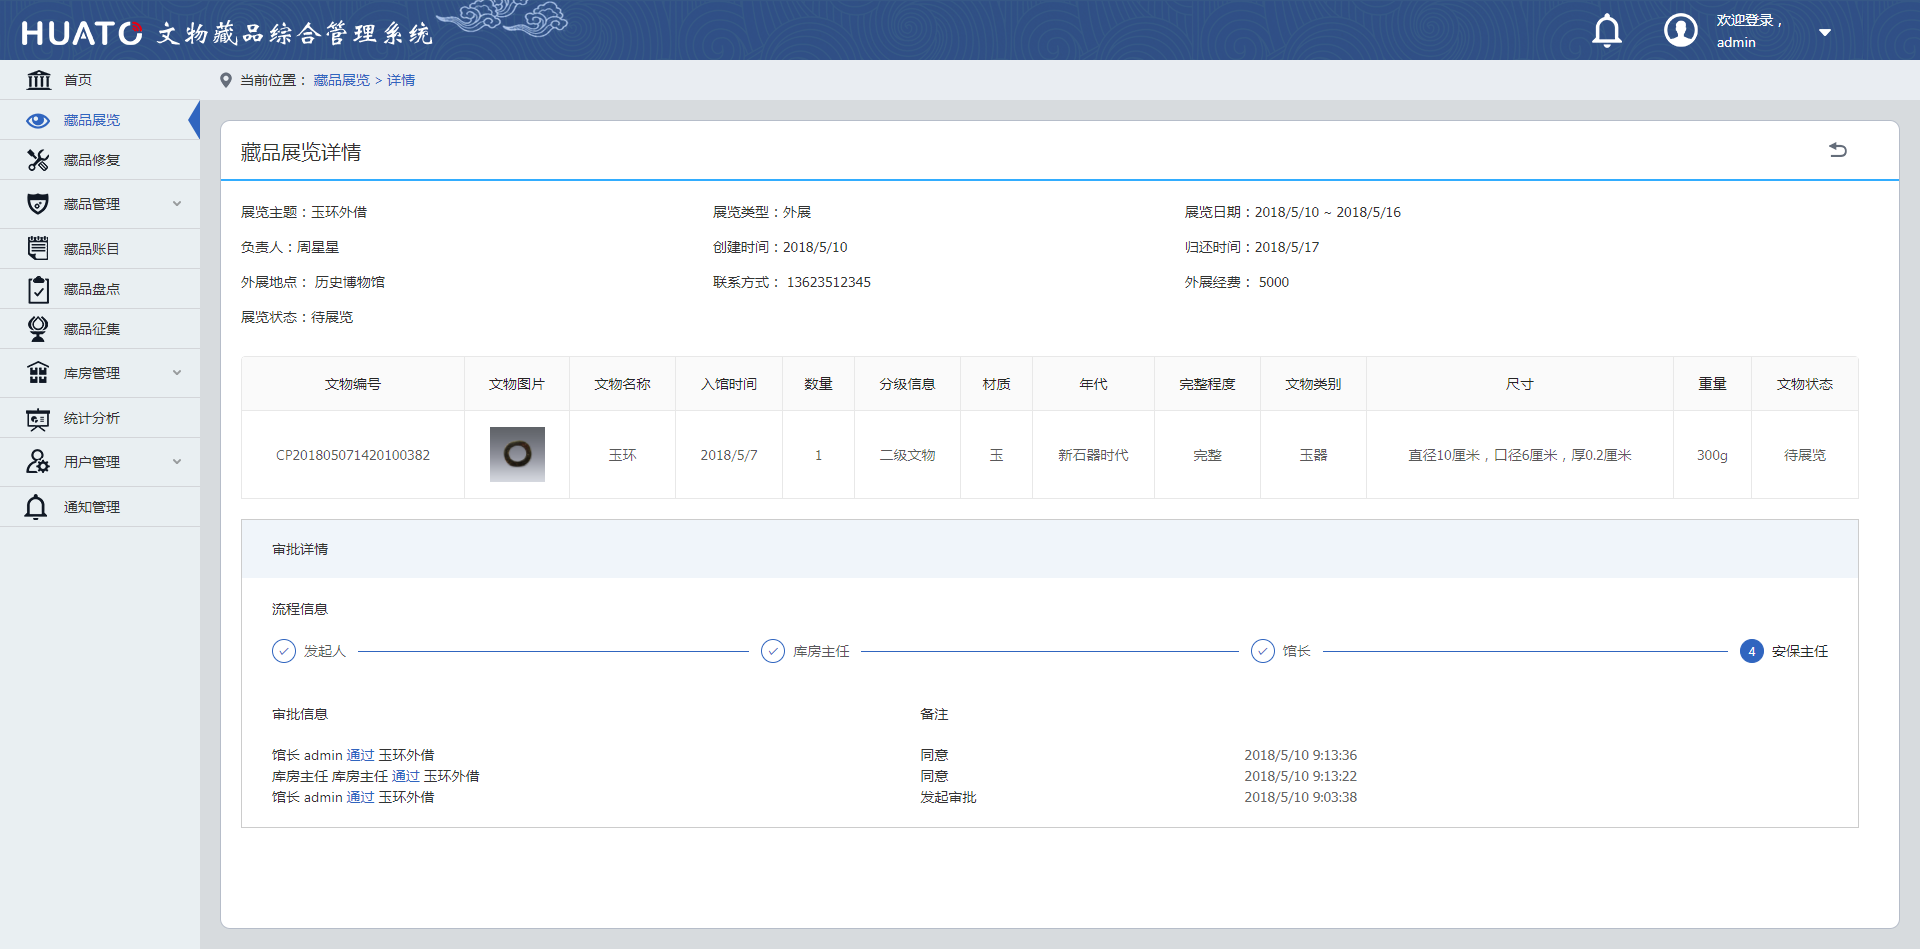 HUATO 文物藏品综合管理系统
欢迎登录，
admin
首页
藏品展览
藏品修复
藏品管理
藏品账目
藏品盘点
藏品征集
库房管理
统计分析
用户管理
通知管理
当前位置： 藏品展览 > 详情
藏品展览详情
展览主题：玉环外借 展览类型：外展 展览日期：2018/5/10 ~ 2018/5/16
负责人：周星星 创建时间：2018/5/10 归还时间：2018/5/17
外展地点： 历史博物馆 联系方式： 13623512345 外展经费： 5000
展览状态：待展览
文物编号 文物图片 文物名称 入馆时间 数量 分级信息 材质 年代 完整程度 文物类别 尺寸 重量 文物状态
CP201805071420100382 玉环 2018/5/7 1 二级文物 玉 新石器时代 完整 玉器 直径10厘米，口径6厘米，厚0.2厘米 300g 待展览
审批详情
流程信息
发起人 库房主任 馆长 4 安保主任
审批信息 备注
馆长 admin 通过 玉环外借 同意 2018/5/10 9:13:36
库房主任 库房主任 通过 玉环外借 同意 2018/5/10 9:13:22
馆长 admin 通过 玉环外借 发起审批 2018/5/10 9:03:38